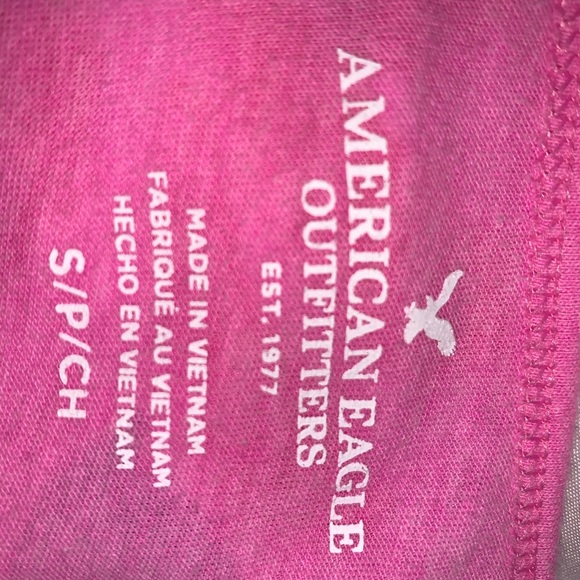 AMERICAN EAGLE
OUTFITTERS
EST. 1977
MADE IN VIETNAM
FABRIQUÉ AU VIETNAM
HECHO EN VIETNAM
S/P/CH